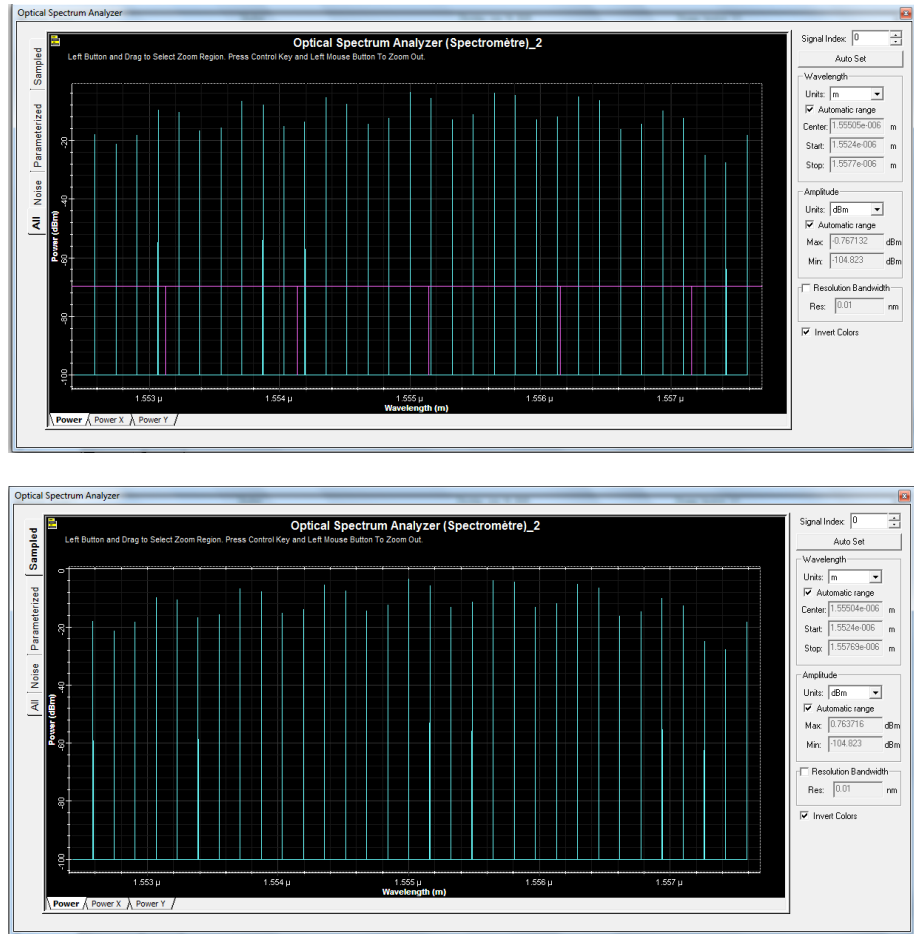 Optical Spectrum Analyzer
Optical Spectrum Analyzer (Spectromètre)_2
Left Button and Drag to Select Zoom Region. Press Control Key and Left Mouse Button To Zoom Out.
Sampled
Parameterized
Noise
All
Power (dBm)
-20
-40
-60
-80
-100
1.553 µ
1.554 µ
1.555 µ
1.556 µ
1.557 µ
Wavelength (m)
Power
Power X
Power Y
Signal Index: 0
Auto Set
Wavelength
Units: m
Automatic range
Center: 1.55505e-006 m
Start: 1.5524e-006 m
Stop: 1.5577e-006 m
Amplitude
Units: dBm
Automatic range
Max: -0.767132 dBm
Min: -104.823 dBm
Resolution Bandwidth
Res: 0.01 nm
Invert Colors
Optical Spectrum Analyzer
Optical Spectrum Analyzer (Spectromètre)_2
Left Button and Drag to Select Zoom Region. Press Control Key and Left Mouse Button To Zoom Out.
Sampled
Parameterized
Noise
All
Power (dBm)
0
-20
-40
-60
-80
-100
1.553 µ
1.554 µ
1.555 µ
1.556 µ
1.557 µ
Wavelength (m)
Power
Power X
Power Y
Signal Index: 0
Auto Set
Wavelength
Units: m
Automatic range
Center: 1.55504e-006 m
Start: 1.5524e-006 m
Stop: 1.55769e-006 m
Amplitude
Units: dBm
Automatic range
Max: 0.763716 dBm
Min: -104.823 dBm
Resolution Bandwidth
Res: 0.01 nm
Invert Colors